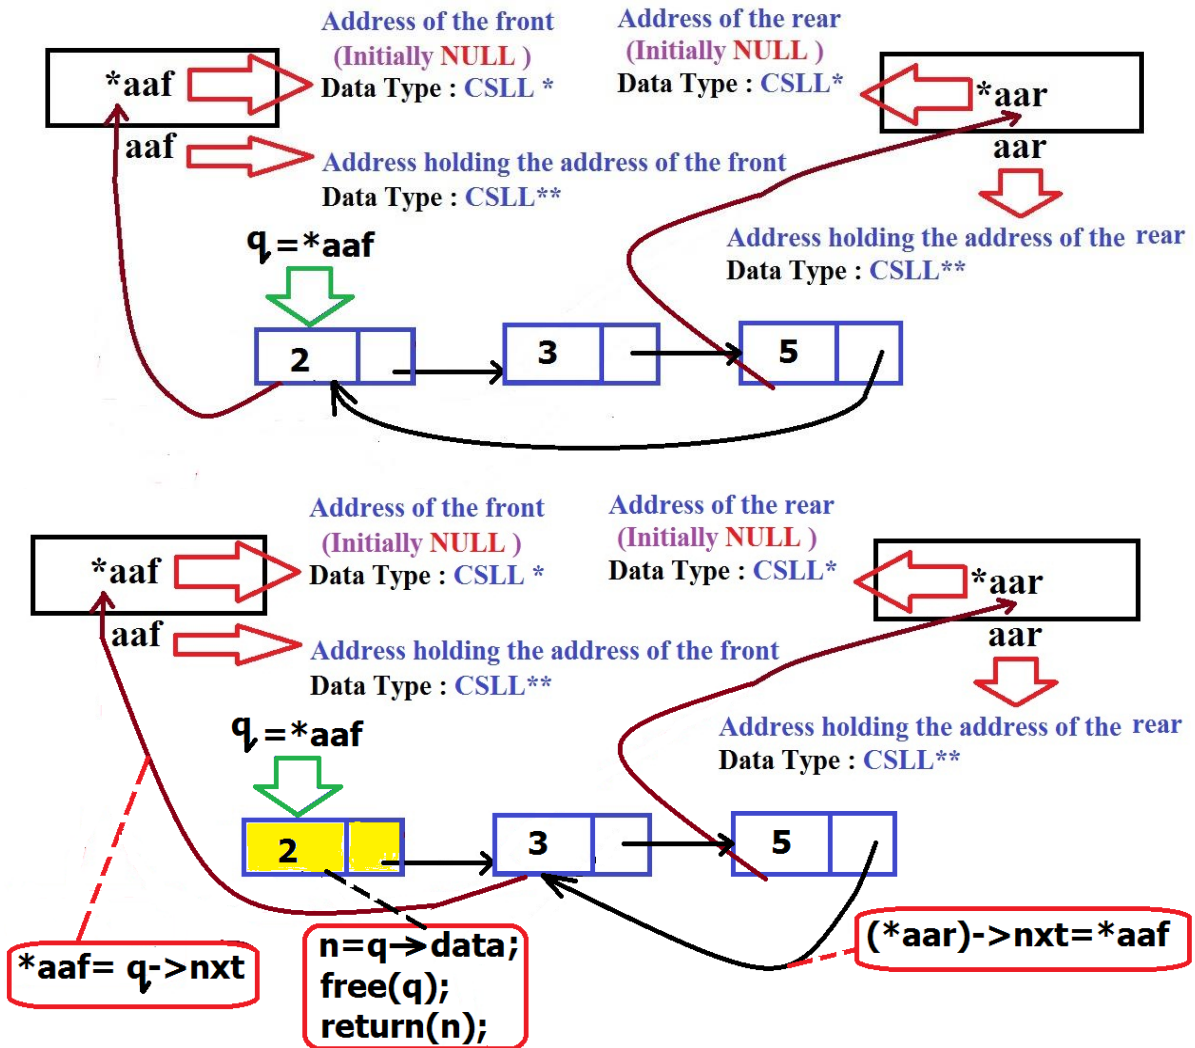 Address of the front
(Initially NULL )
Data Type : CSLL *
*aaf
aaf
Address holding the address of the front
Data Type : CSLL**
Address of the rear
(Initially NULL )
Data Type : CSLL*
*aar
aar
Address holding the address of the rear
Data Type : CSLL**
q =*aaf
2
3
5
Address of the front
(Initially NULL )
Data Type : CSLL *
*aaf
aaf
Address holding the address of the front
Data Type : CSLL**
Address of the rear
(Initially NULL )
Data Type : CSLL*
*aar
aar
Address holding the address of the rear
Data Type : CSLL**
q =*aaf
2
3
5
*aaf= q->nxt
n=q→data;
free(q);
return(n);
(*aar)->nxt=*aaf